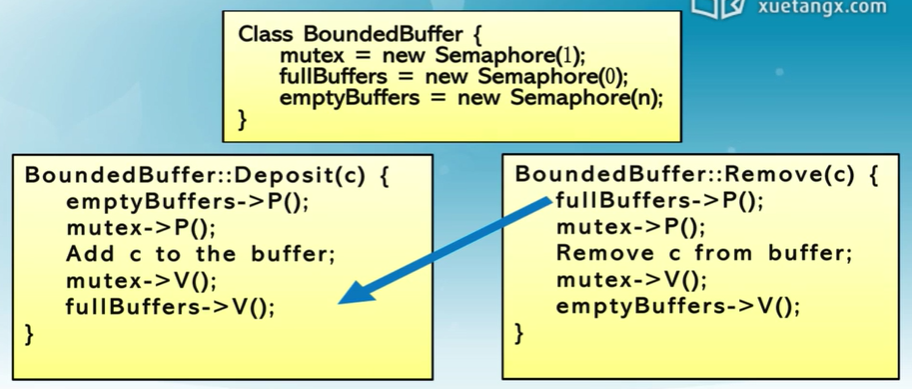 xuetangx.com
Class BoundedBuffer {
mutex = new Semaphore(1);
fullBuffers = new Semaphore(0);
emptyBuffers = new Semaphore(n);
}
BoundedBuffer::Deposit(c) {
emptyBuffers->P();
mutex->P();
Add c to the buffer;
mutex->V();
fullBuffers->V();
}
BoundedBuffer::Remove(c) {
fullBuffers->P();
mutex->P();
Remove c from buffer;
mutex->V();
emptyBuffers->V();
}